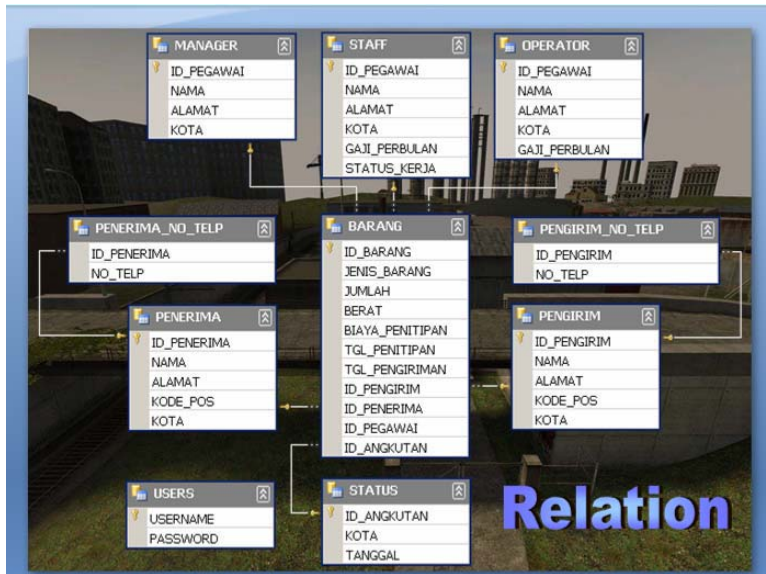 MANAGER
ID_PEGAWAI
NAMA
ALAMAT
KOTA
STAFF
ID_PEGAWAI
NAMA
ALAMAT
KOTA
GAJI_PERBULAN
STATUS_KERJA
OPERATOR
ID_PEGAWAI
NAMA
ALAMAT
KOTA
GAJI_PERBULAN
PENERIMA_NO_TELP
ID_PENERIMA
NO_TELP
BARANG
ID_BARANG
JENIS_BARANG
JUMLAH
BERAT
BIAYA_PENITIPAN
TGL_PENITIPAN
TGL_PENGIRIMAN
ID_PENGIRIM
ID_PENERIMA
ID_PEGAWAI
ID_ANGKUTAN
PENGIRIM_NO_TELP
ID_PENGIRIM
NO_TELP
PENERIMA
ID_PENERIMA
NAMA
ALAMAT
KODE_POS
KOTA
PENGIRIM
ID_PENGIRIM
NAMA
ALAMAT
KODE_POS
KOTA
USERS
USERNAME
PASSWORD
STATUS
ID_ANGKUTAN
KOTA
TANGGAL
Relation